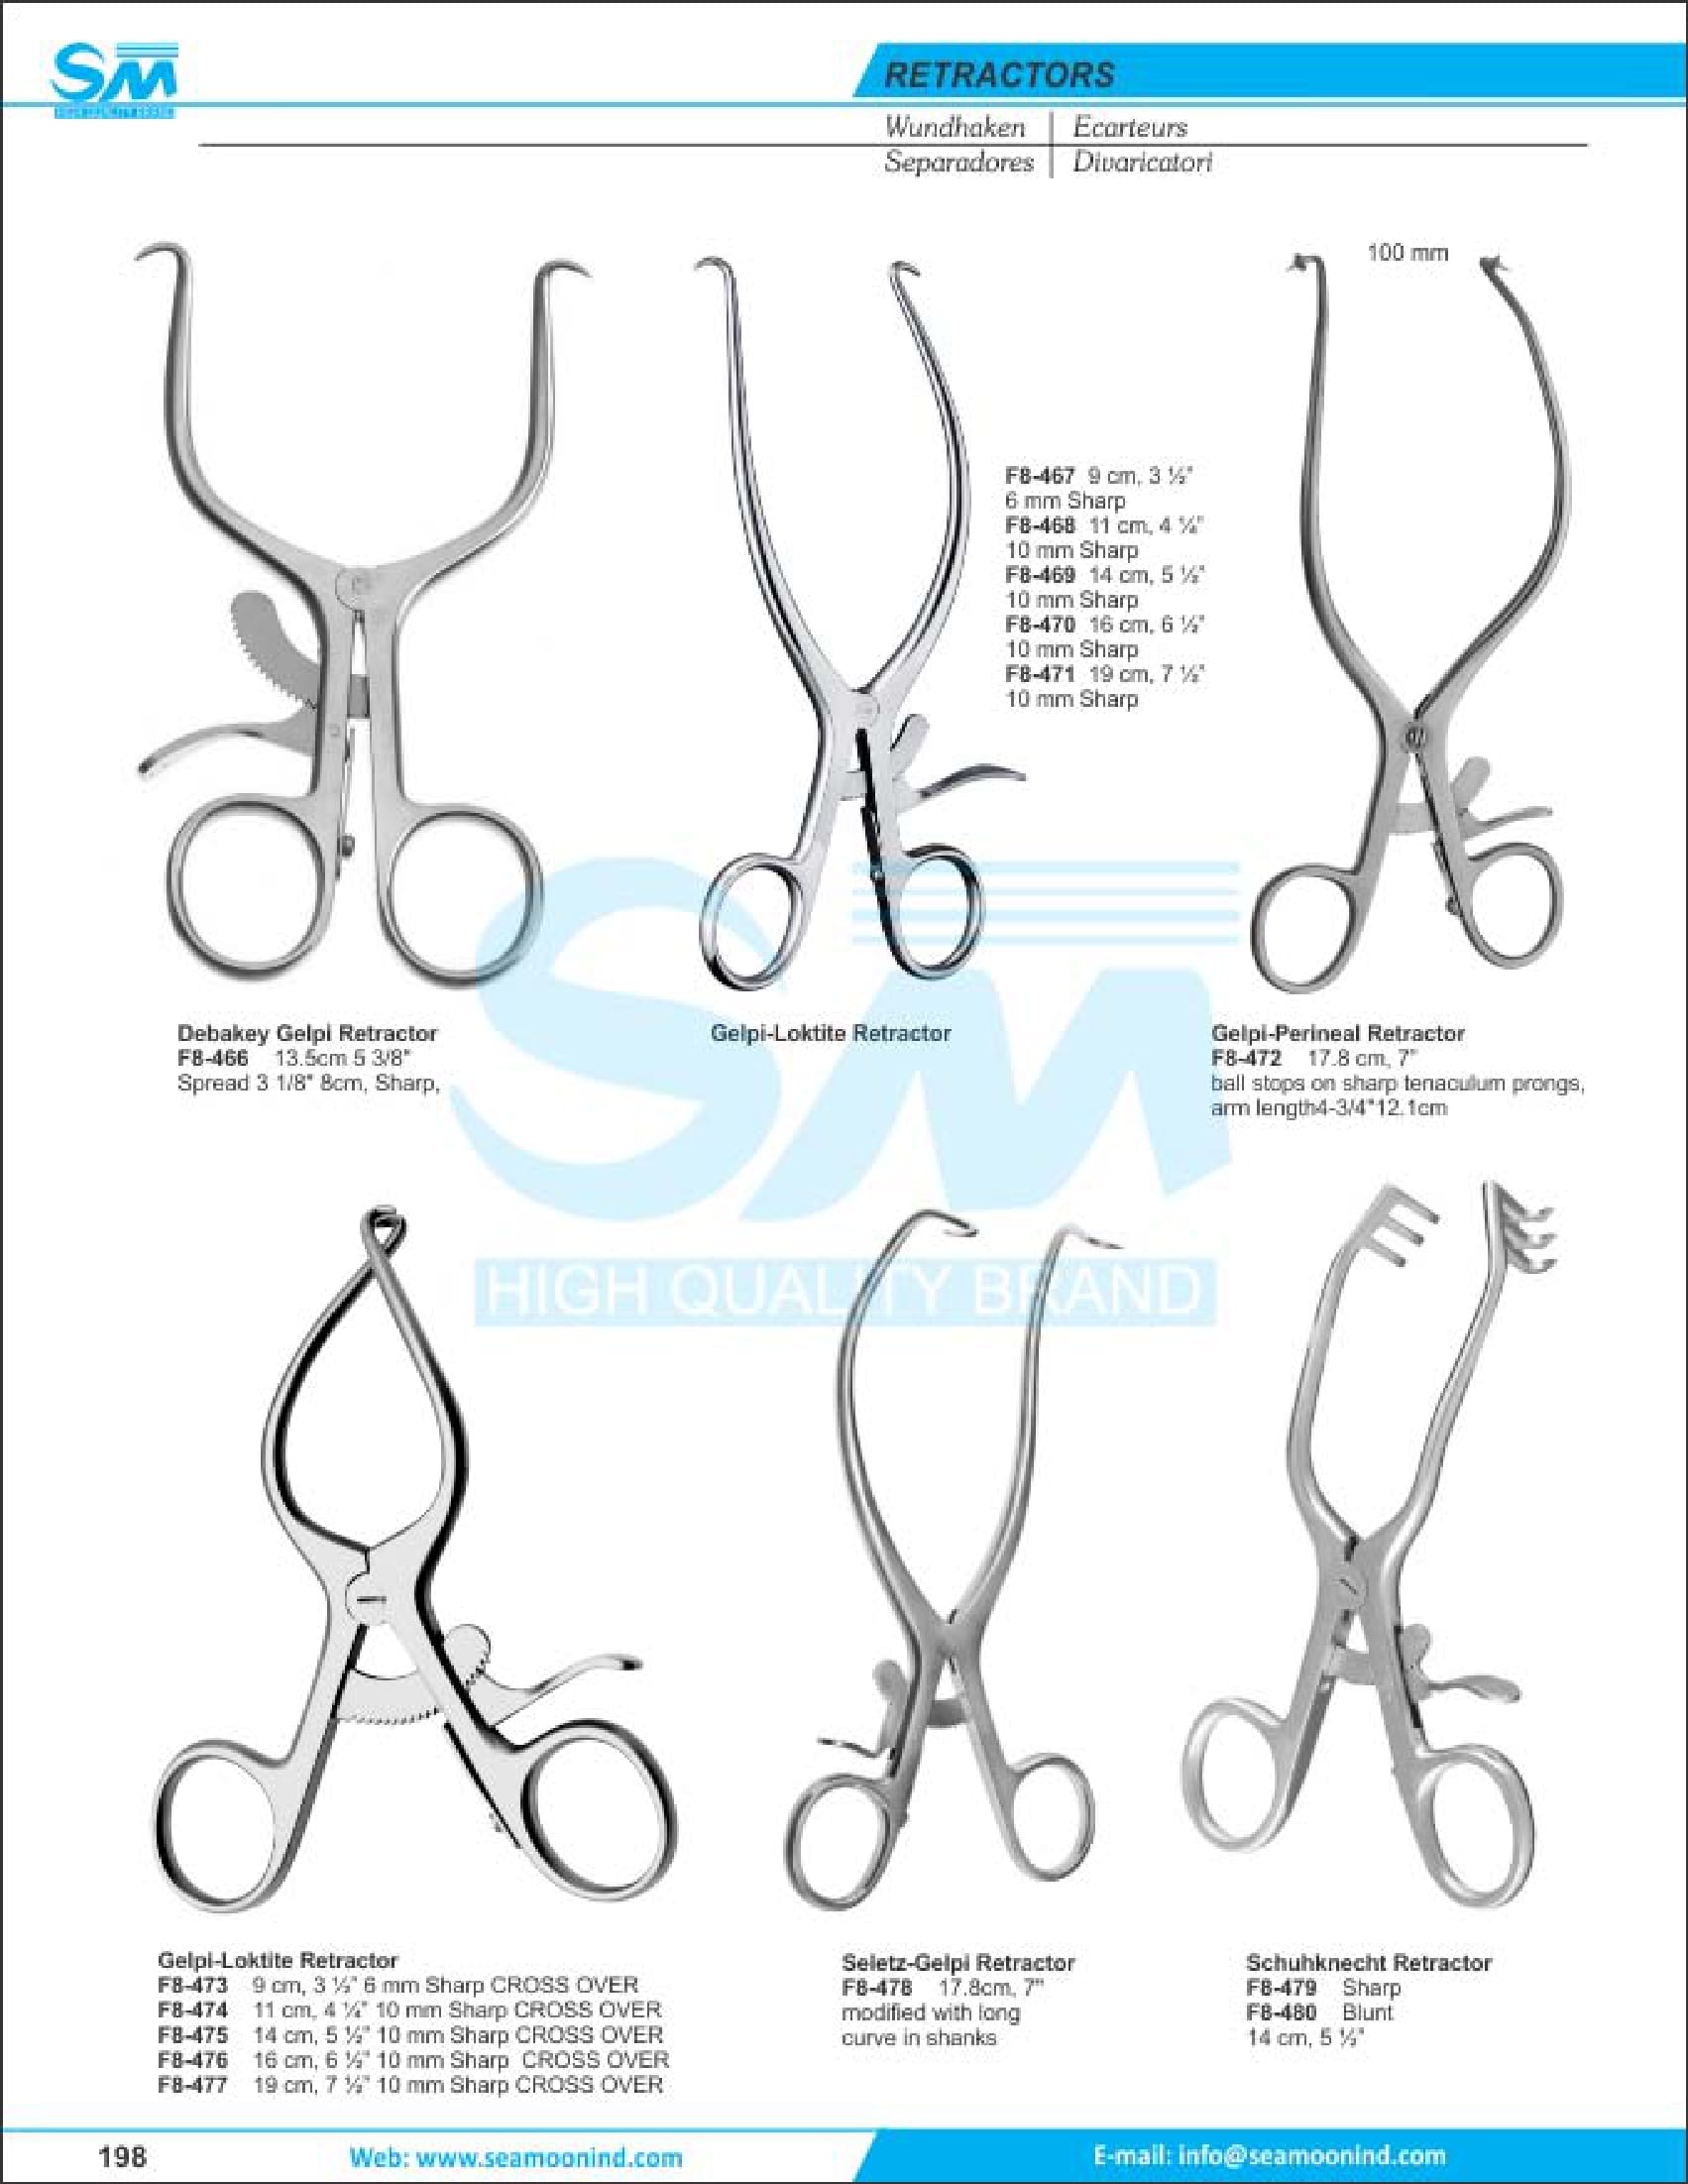 SM
RETRACTORS
Wundhaken
Ecarteurs
Separadores
Divaricatori
100 mm
F8-467 9 cm, 3 ½"
6 mm Sharp
F8-468 11 cm, 4 ¼"
10 mm Sharp
F8-469 14 cm, 5 ½"
10 mm Sharp
F8-470 16 cm, 6 ½"
10 mm Sharp
F8-471 19 cm, 7 ½"
10 mm Sharp
Debakey Gelpi Retractor
F8-466 13.5cm 5 3/8"
Spread 3 1/8" 8cm, Sharp,
Gelpi-Loktite Retractor
Gelpi-Perineal Retractor
F8-472 17.8 cm, 7"
ball stops on sharp tenaculum prongs,
arm length4-3/4"12.1cm
SM
HIGH QUALITY BRAND
Gelpi-Loktite Retractor
F8-473 9 cm, 3 ½" 6 mm Sharp CROSS OVER
F8-474 11 cm, 4 ¼" 10 mm Sharp CROSS OVER
F8-475 14 cm, 5 ½" 10 mm Sharp CROSS OVER
F8-476 16 cm, 6 ½" 10 mm Sharp CROSS OVER
F8-477 19 cm, 7 ½" 10 mm Sharp CROSS OVER
Seletz-Gelpi Retractor
F8-478 17.8cm, 7"
modified with long
curve in shanks
Schuhknecht Retractor
F8-479 Sharp
F8-480 Blunt
14 cm, 5 ½"
198
Web: www.seamoonind.com
E-mail: info@seamoonind.com